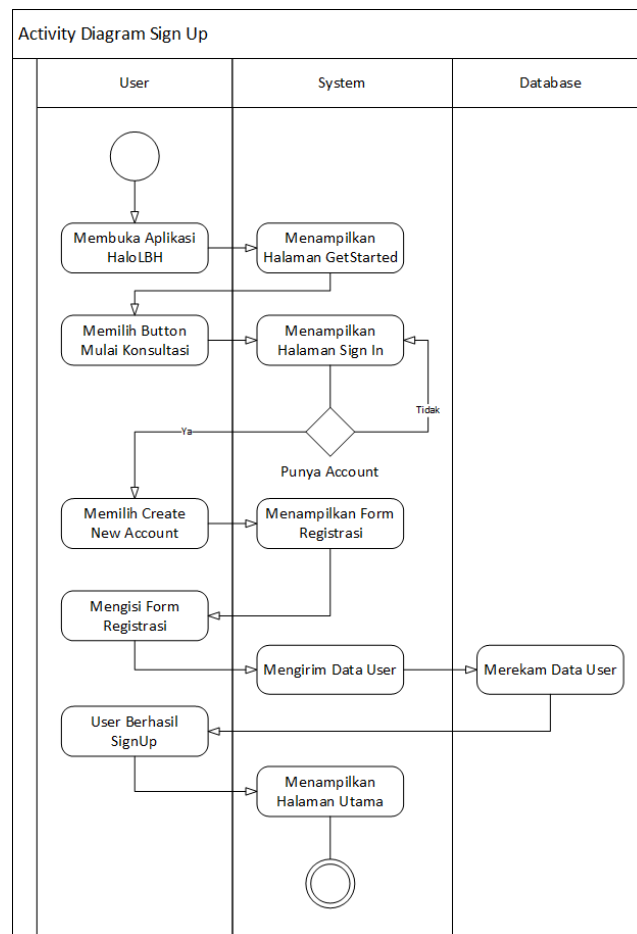 Activity Diagram Sign Up
User
System
Database
Membuka Aplikasi
HaloLBH
Menampilkan
Halaman GetStarted
Memilih Button
Mulai Konsultasi
Menampilkan
Halaman Sign In
Tidak
Ya
Punya Account
Memilih Create
New Account
Menampilkan Form
Registrasi
Mengisi Form
Registrasi
Mengirim Data User
Merekam Data User
User Berhasil
SignUp
Menampilkan
Halaman Utama